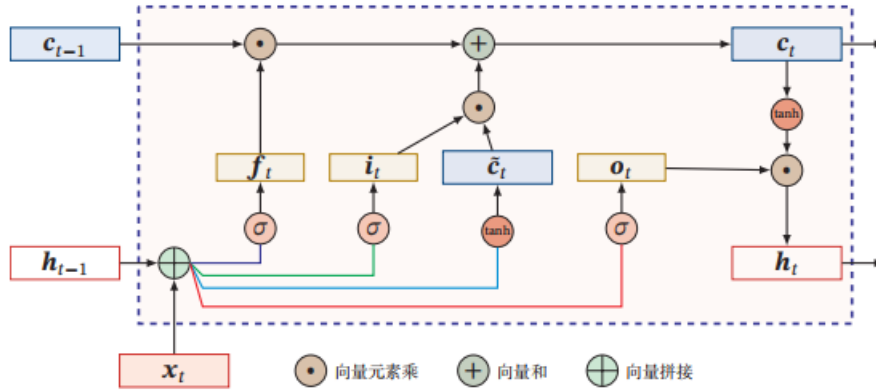 c_{t−1} c_t
tanh
f_t i_t c̃_t o_t
σ σ tanh σ
h_{t−1} h_t
x_t 向量元素乘 向量和 向量拼接